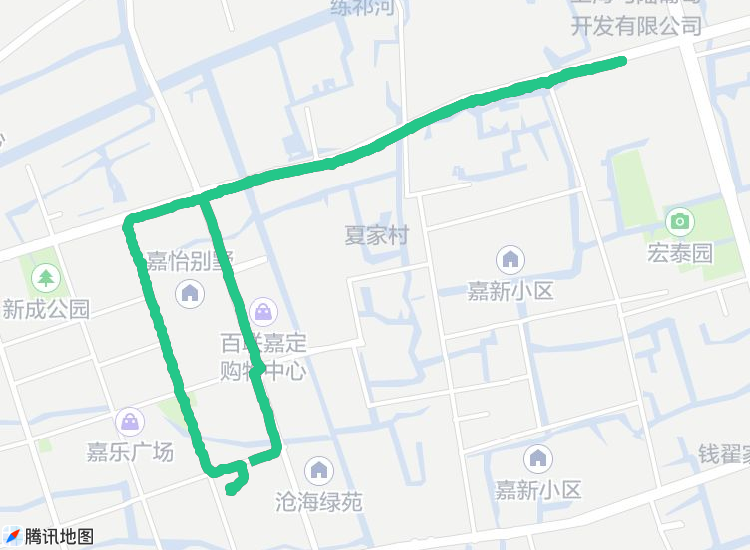 练祁河
开发有限公司
夏家村
嘉怡别墅
宏泰园
新成公园
嘉新小区
百联嘉定
购物中心
嘉乐广场
钱翟家
沧海绿苑
嘉新小区
腾讯地图